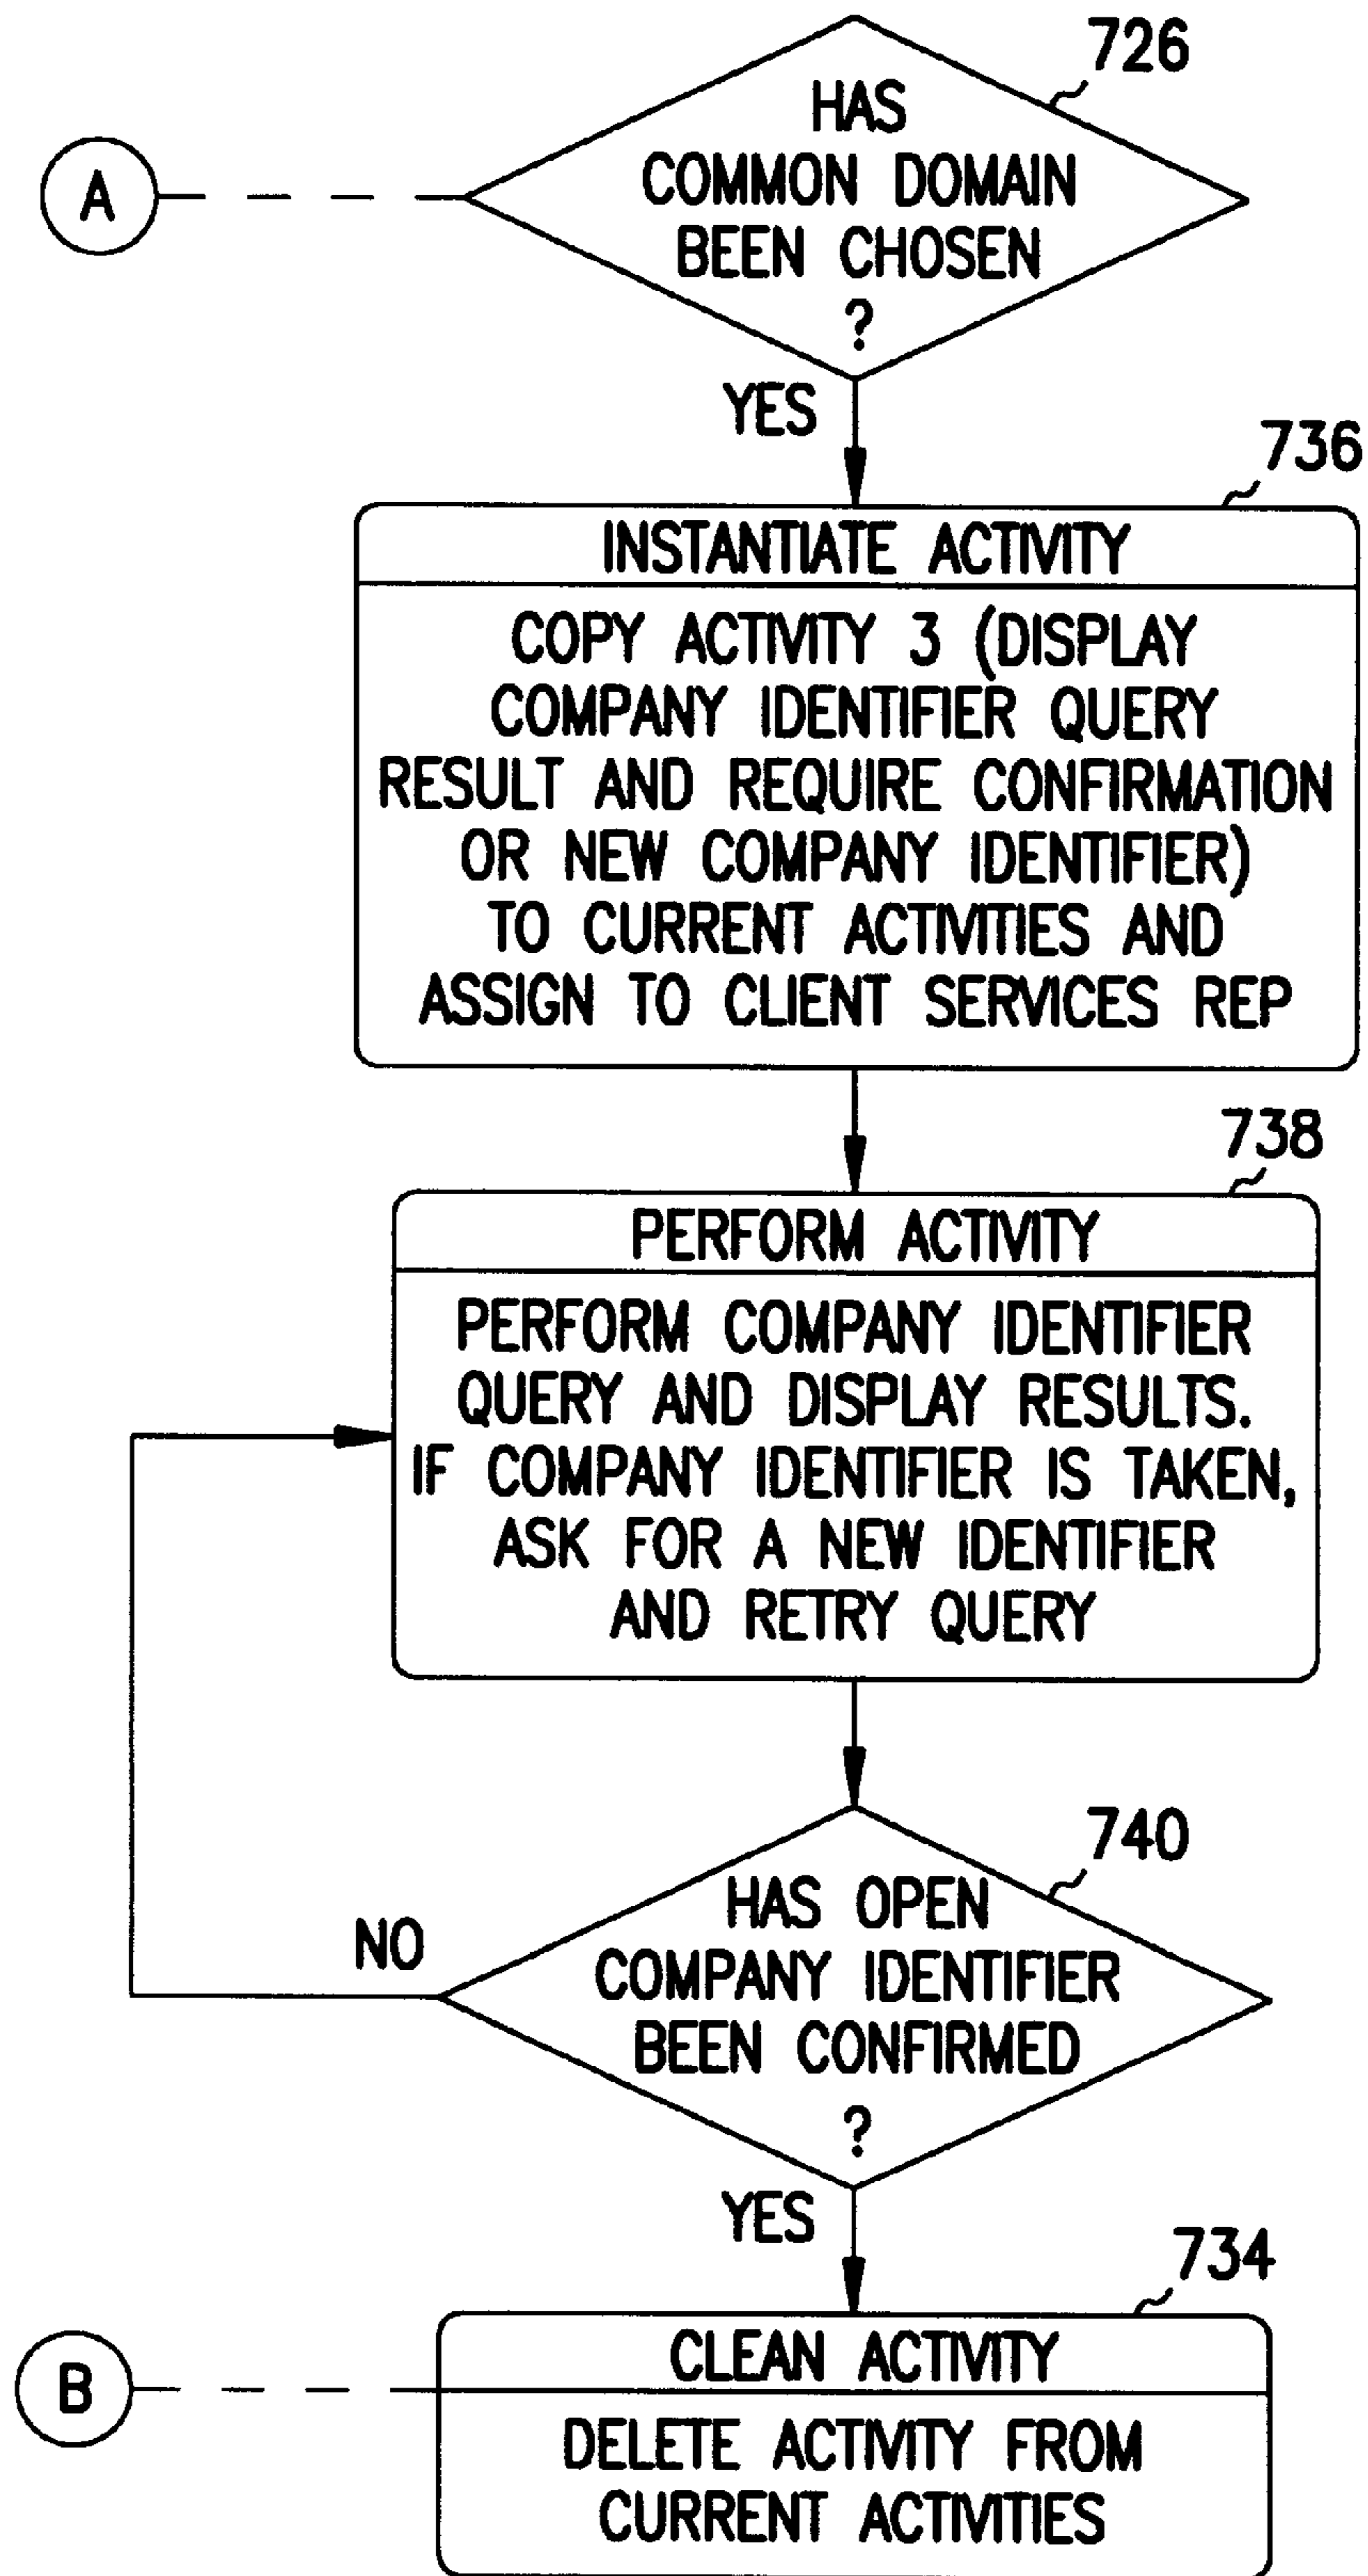 726
HAS
COMMON DOMAIN
BEEN CHOSEN
?
A
YES
736
INSTANTIATE ACTIVITY
COPY ACTIVITY 3 (DISPLAY
COMPANY IDENTIFIER QUERY
RESULT AND REQUIRE CONFIRMATION
OR NEW COMPANY IDENTIFIER)
TO CURRENT ACTIVITIES AND
ASSIGN TO CLIENT SERVICES REP
738
PERFORM ACTIVITY
PERFORM COMPANY IDENTIFIER
QUERY AND DISPLAY RESULTS.
IF COMPANY IDENTIFIER IS TAKEN,
ASK FOR A NEW IDENTIFIER
AND RETRY QUERY
740
HAS OPEN
COMPANY IDENTIFIER
BEEN CONFIRMED
?
NO
YES
734
CLEAN ACTIVITY
B
DELETE ACTIVITY FROM
CURRENT ACTIVITIES